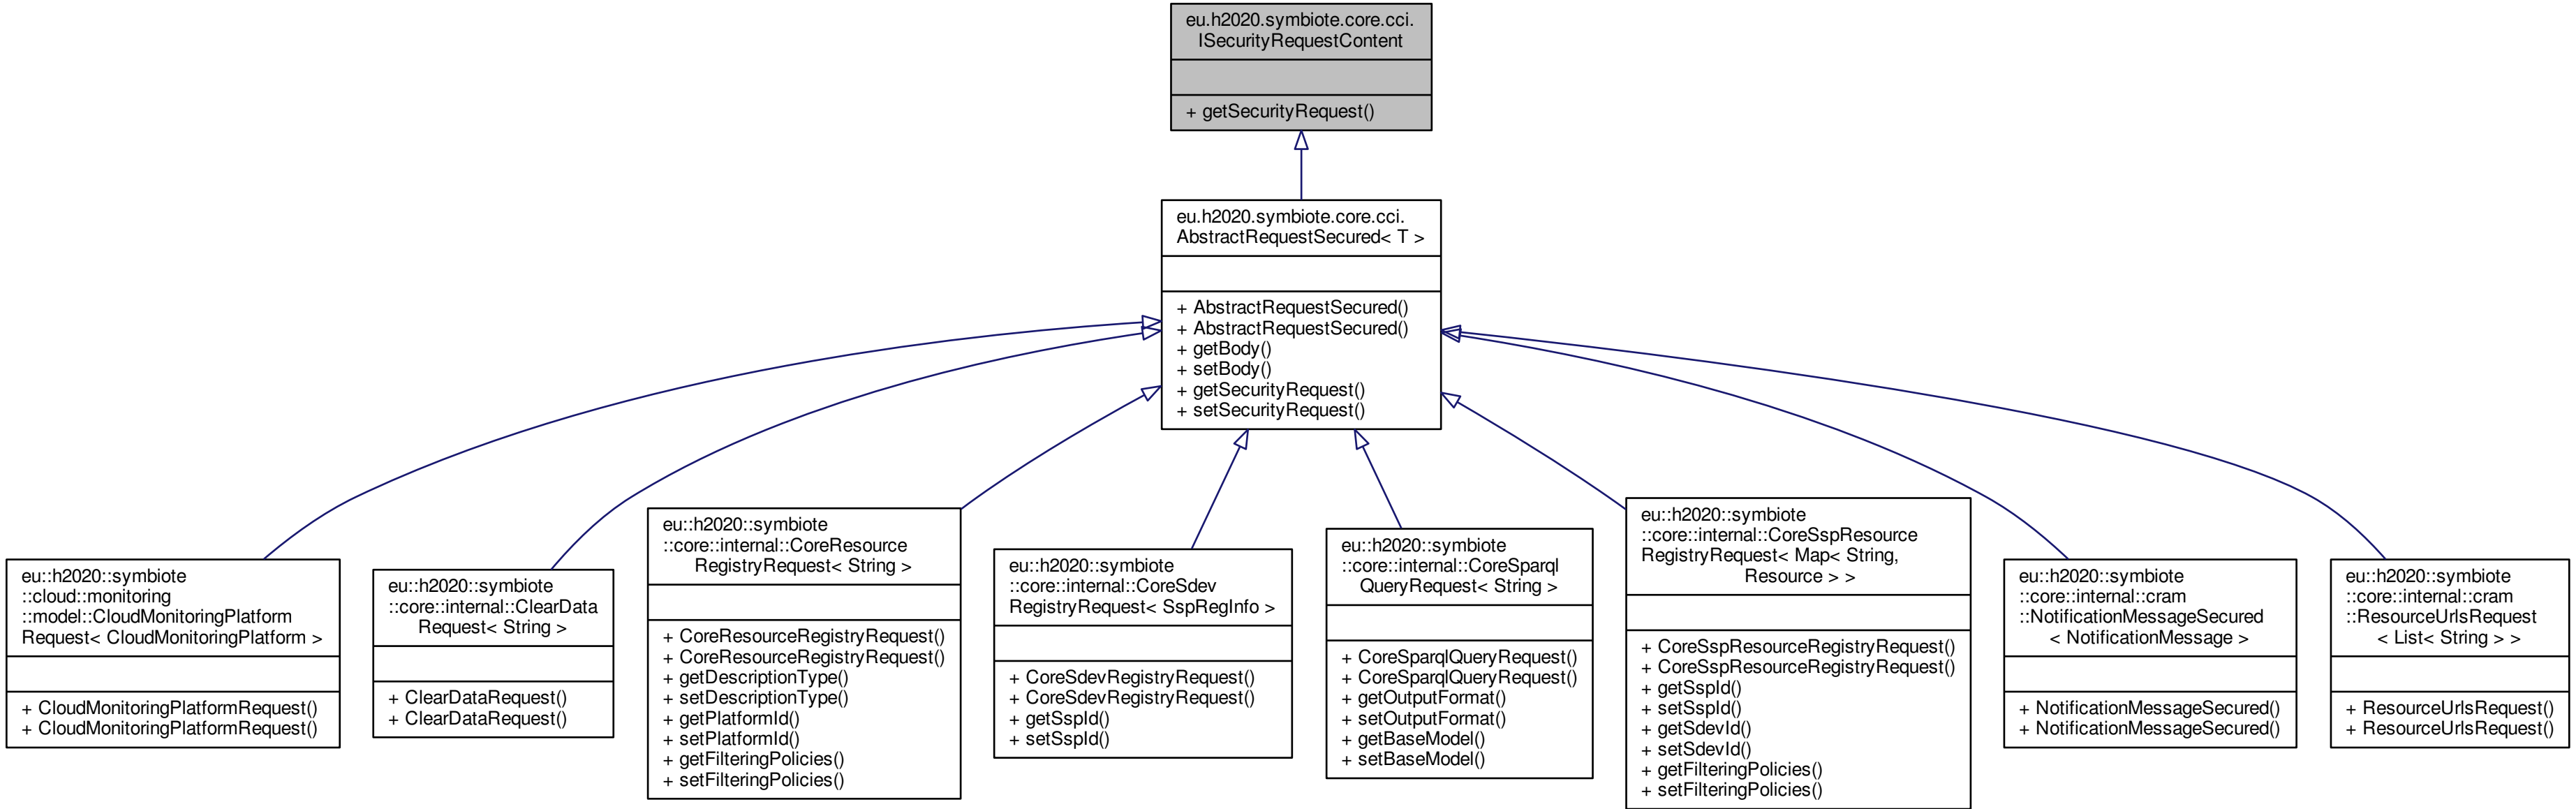 eu.h2020.symbiote.core.cci.
ISecurityRequestContent
+ getSecurityRequest()
eu.h2020.symbiote.core.cci.
AbstractRequestSecured< T >
+ AbstractRequestSecured()
+ AbstractRequestSecured()
+ getBody()
+ setBody()
+ getSecurityRequest()
+ setSecurityRequest()
eu::h2020::symbiote
::cloud::monitoring
::model::CloudMonitoringPlatform
Request< CloudMonitoringPlatform >
+ CloudMonitoringPlatformRequest()
+ CloudMonitoringPlatformRequest()
eu::h2020::symbiote
::core::internal::ClearData
Request< String >
+ ClearDataRequest()
+ ClearDataRequest()
eu::h2020::symbiote
::core::internal::CoreResource
RegistryRequest< String >
+ CoreResourceRegistryRequest()
+ CoreResourceRegistryRequest()
+ getDescriptionType()
+ setDescriptionType()
+ getPlatformId()
+ setPlatformId()
+ getFilteringPolicies()
+ setFilteringPolicies()
eu::h2020::symbiote
::core::internal::CoreSdev
RegistryRequest< SspRegInfo >
+ CoreSdevRegistryRequest()
+ CoreSdevRegistryRequest()
+ getSspId()
+ setSspId()
eu::h2020::symbiote
::core::internal::CoreSparql
QueryRequest< String >
+ CoreSparqlQueryRequest()
+ CoreSparqlQueryRequest()
+ getOutputFormat()
+ setOutputFormat()
+ getBaseModel()
+ setBaseModel()
eu::h2020::symbiote
::core::internal::CoreSspResource
RegistryRequest< Map< String,
Resource > >
+ CoreSspResourceRegistryRequest()
+ CoreSspResourceRegistryRequest()
+ getSspId()
+ setSspId()
+ getSdevId()
+ setSdevId()
+ getFilteringPolicies()
+ setFilteringPolicies()
eu::h2020::symbiote
::core::internal::cram
::NotificationMessageSecured
< NotificationMessage >
+ NotificationMessageSecured()
+ NotificationMessageSecured()
eu::h2020::symbiote
::core::internal::cram
::ResourceUrlsRequest
< List< String > >
+ ResourceUrlsRequest()
+ ResourceUrlsRequest()